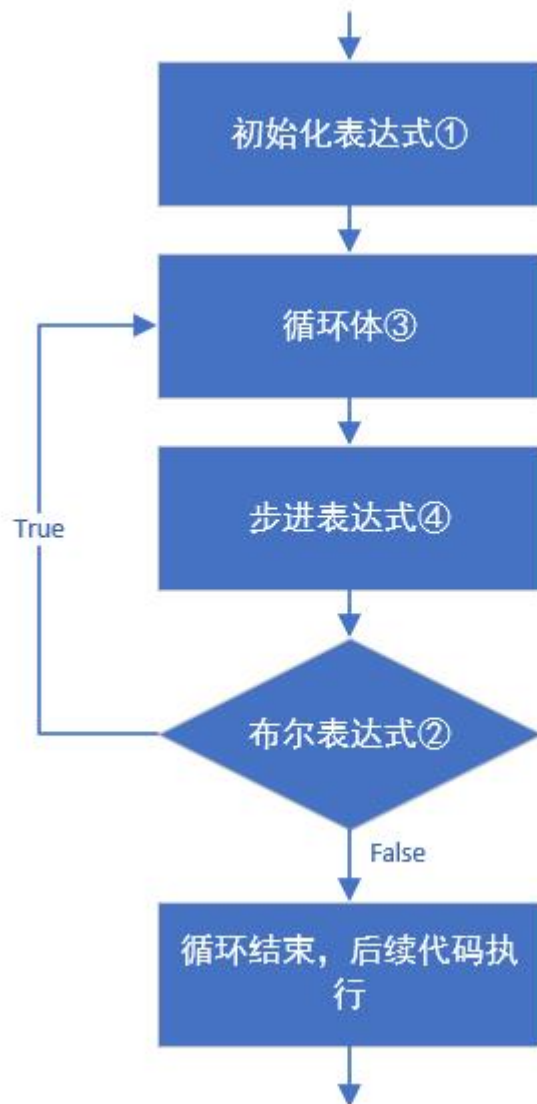 初始化表达式①
循环体③
步进表达式④
True
布尔表达式②
False
循环结束，后续代码执
行